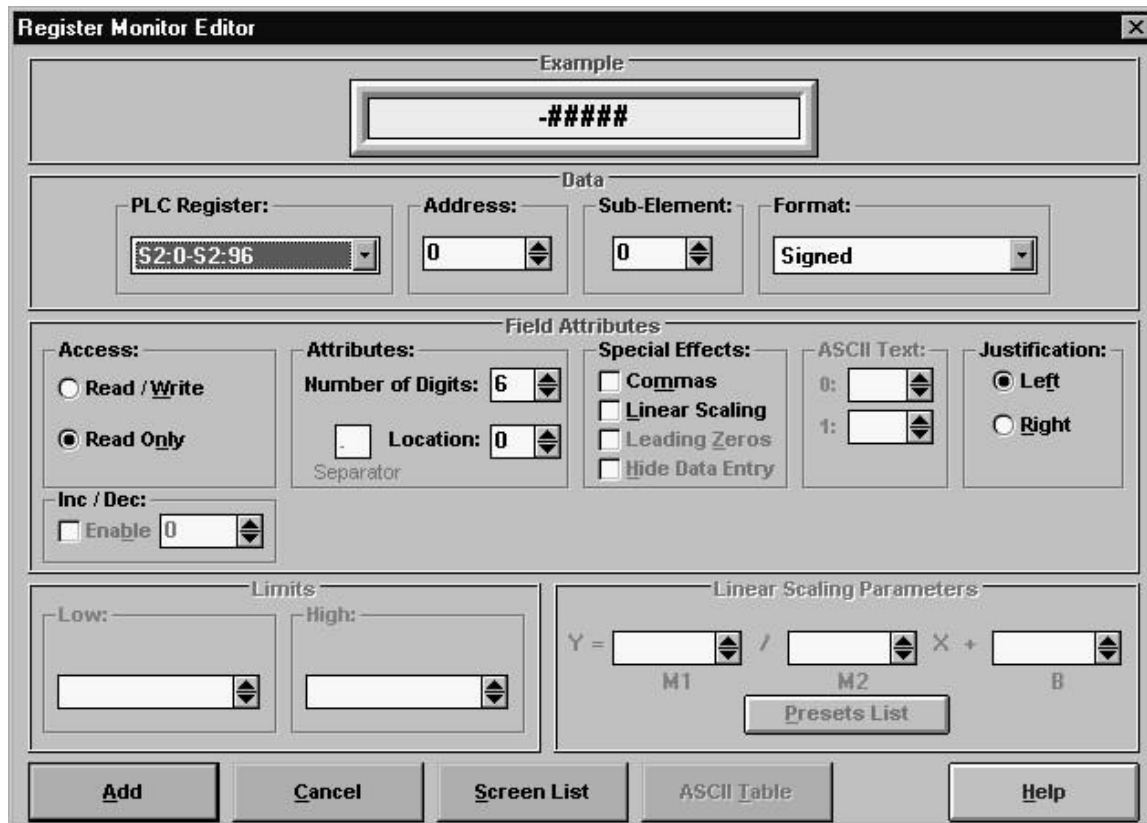 Register Monitor Editor
Example
-#####
Data
PLC Register:
S2:0-S2:96
Address:
0
Sub-Element:
0
Format:
Signed
Field Attributes
Access:
Read / Write
Read Only
Attributes:
Number of Digits: 6
. Location: 0
Separator
Special Effects:
Commas
Linear Scaling
Leading Zeros
Hide Data Entry
ASCII Text:
0:
1:
Justification:
Left
Right
Inc / Dec:
Enable 0
Limits
Low:
High:
Linear Scaling Parameters
Y = / X +
M1 M2 B
Presets List
Add
Cancel
Screen List
ASCII Table
Help